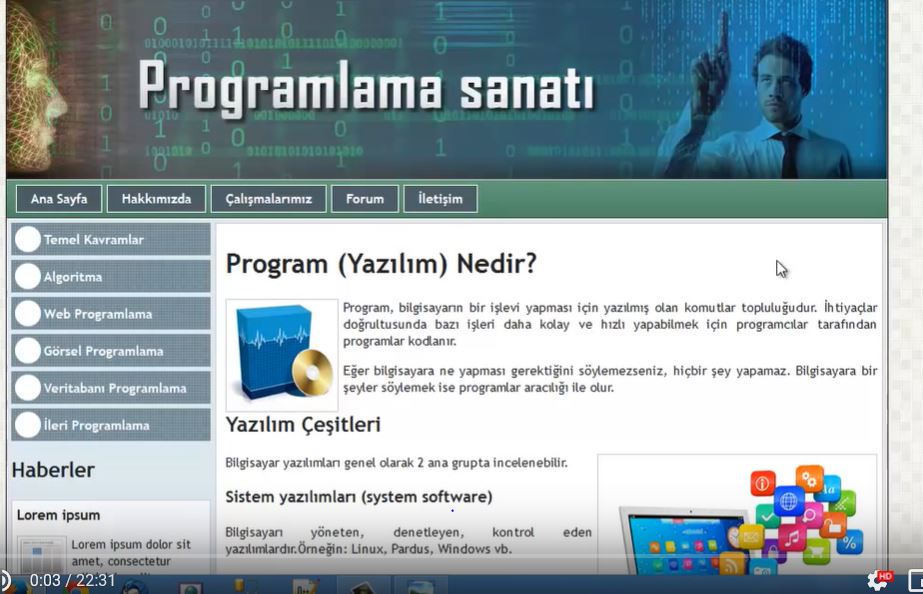 Programlama sanatı
Ana Sayfa
Hakkımızda
Çalışmalarımız
Forum
İletişim
Temel Kavramlar
Algoritma
Web Programlama
Görsel Programlama
Veritabanı Programlama
İleri Programlama
Haberler
Lorem ipsum
Lorem ipsum dolor sit
amet, consectetur
Program (Yazılım) Nedir?
Program, bilgisayarın bir işlevi yapması için yazılmış olan komutlar topluluğudur. İhtiyaçlar
doğrultusunda bazı işleri daha kolay ve hızlı yapabilmek için programcılar tarafından
programlar kodlanır.
Eğer bilgisayara ne yapması gerektiğini söylemezseniz, hiçbir şey yapamaz. Bilgisayara bir
şeyler söylemek ise programlar aracılığı ile olur.
Yazılım Çeşitleri
Bilgisayar yazılımları genel olarak 2 ana grupta incelenebilir.
Sistem yazılımları (system software)
Bilgisayarı yöneten, denetleyen, kontrol eden
yazılımlardır.Örneğin: Linux, Pardus, Windows vb.
0:03 / 22:31
HD